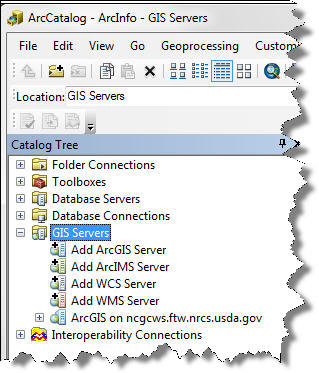 ArcCatalog - ArcInfo - GIS Servers
File Edit View Go Geoprocessing Custom
Location: GIS Servers
Catalog Tree
Folder Connections
Toolboxes
Database Servers
Database Connections
GIS Servers
Add ArcGIS Server
Add ArcIMS Server
Add WCS Server
Add WMS Server
ArcGIS on ncgcws.ftw.nrcs.usda.gov
Interoperability Connections